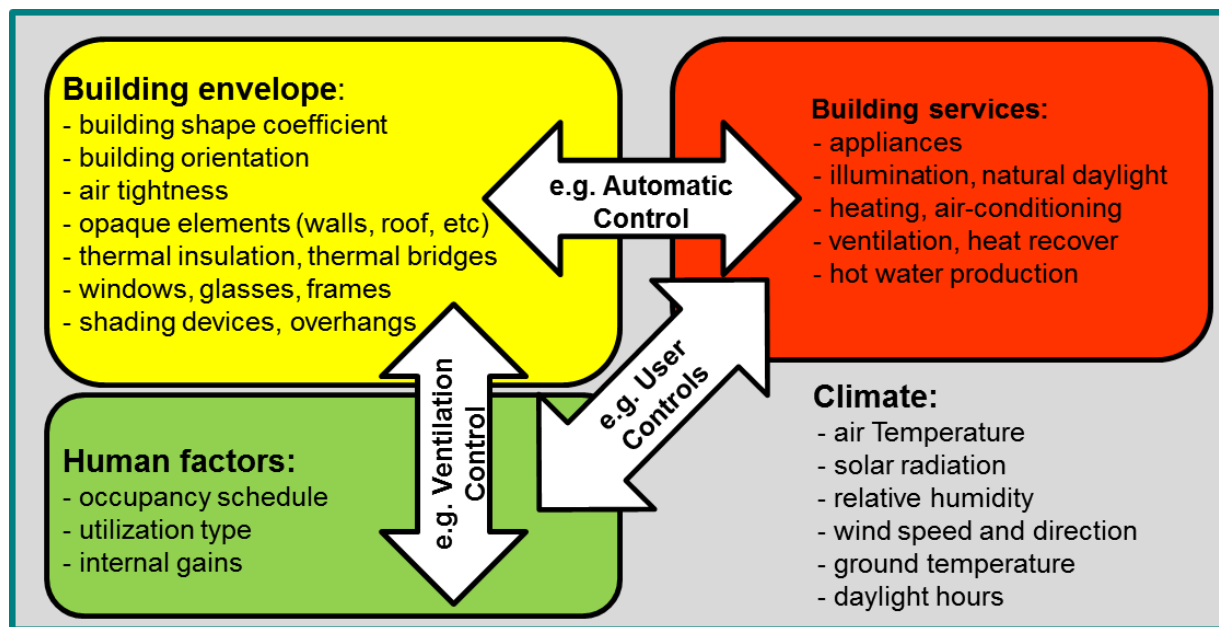 Building envelope:
- building shape coefficient
- building orientation
- air tightness
- opaque elements (walls, roof, etc)
- thermal insulation, thermal bridges
- windows, glasses, frames
- shading devices, overhangs
e.g. Automatic
Control
Building services:
- appliances
- illumination, natural daylight
- heating, air-conditioning
- ventilation, heat recover
- hot water production
e.g. Ventilation
Control
e.g. User
Controls
Human factors:
- occupancy schedule
- utilization type
- internal gains
Climate:
- air Temperature
- solar radiation
- relative humidity
- wind speed and direction
- ground temperature
- daylight hours